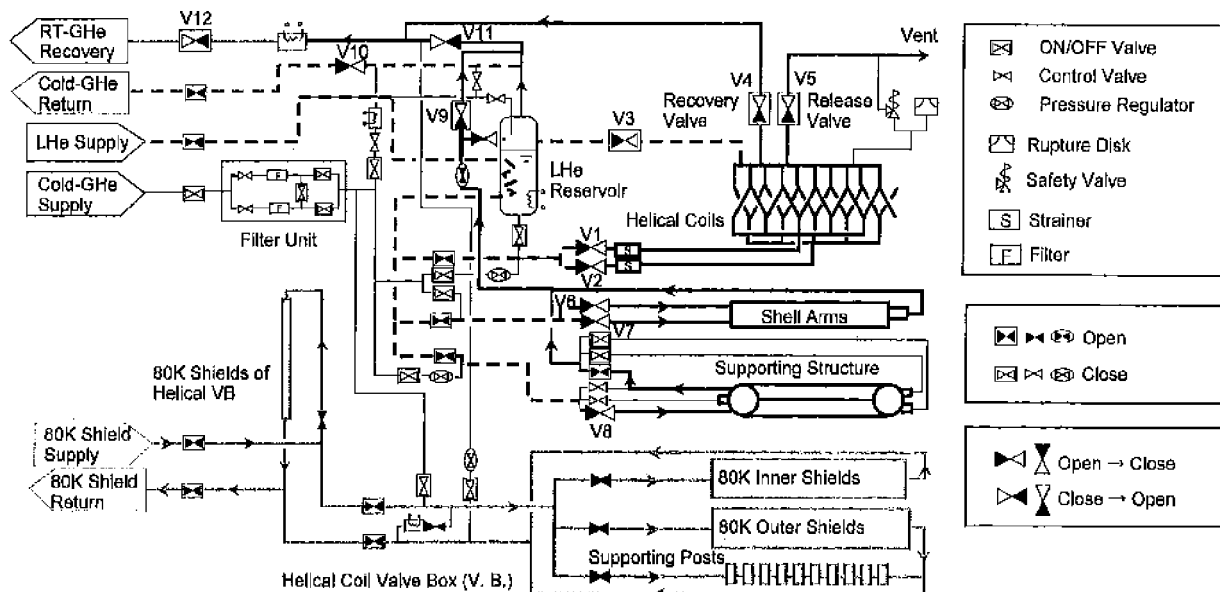 V12
RT-GHe
Recovery
V11
V10
Cold-GHe
Return
LHe Supply
Cold-GHe
Supply
Filter Unit
F
F
V9
LHe
Reservoir
V3
V4
V5
Recovery
Valve
Release
Valve
Vent
Helical Coils
V1
S
S
V2
V6
V7
Shell Arms
Supporting Structure
V8
80K Shields of
Helical VB
80K Shield
Supply
80K Shield
Return
80K Inner Shields
80K Outer Shields
Supporting Posts
Helical Coil Valve Box (V. B.)
ON/OFF Valve
Control Valve
Pressure Regulator
Rupture Disk
Safety Valve
S Strainer
F Filter
Open
Close
Open → Close
Close → Open